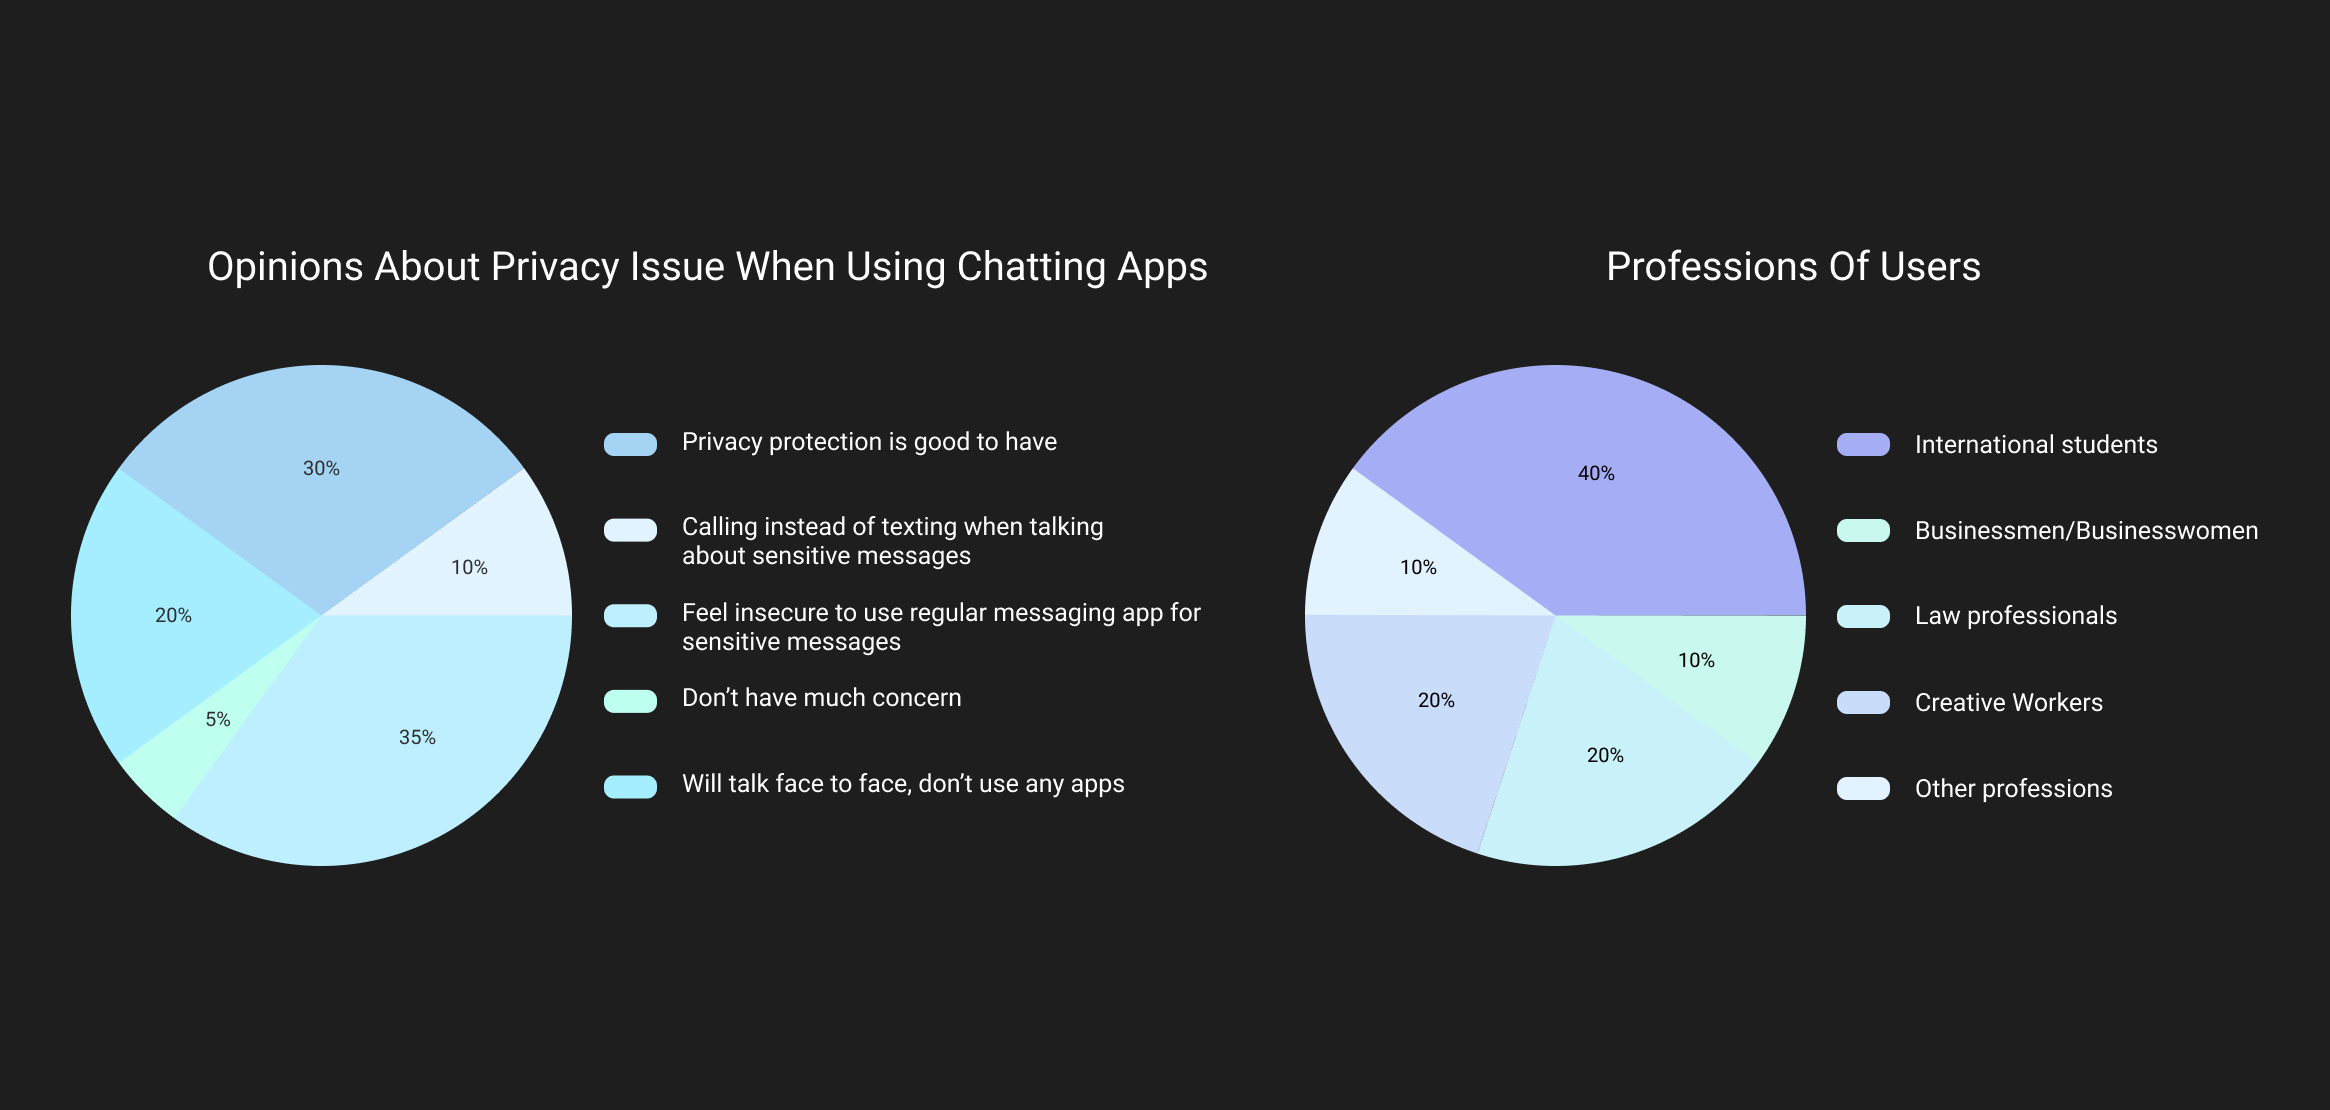 Opinions About Privacy Issue When Using Chatting Apps
30%
10%
20%
5%
35%
Privacy protection is good to have
Calling instead of texting when talking
about sensitive messages
Feel insecure to use regular messaging app for
sensitive messages
Don’t have much concern
Will talk face to face, don’t use any apps
Professions Of Users
40%
10%
10%
20%
20%
International students
Businessmen/Businesswomen
Law professionals
Creative Workers
Other professions